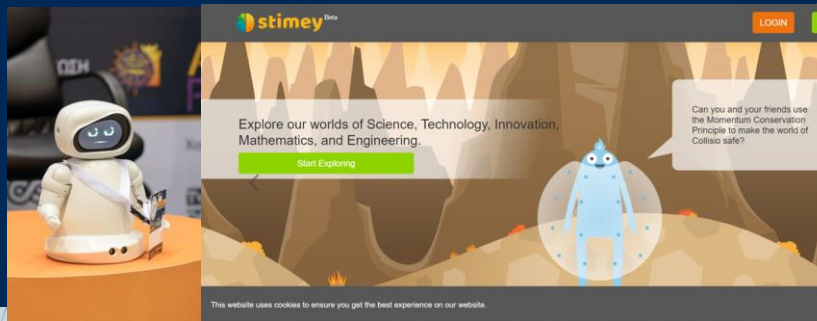 stimey Beta
LOGIN
Explore our worlds of Science, Technology, Innovation,
Mathematics, and Engineering.
Start Exploring
Can you and your friends use
the Momentum Conservation
Principle to make the world of
Collisio safe?
This website uses cookies to ensure you get the best experience on our website.